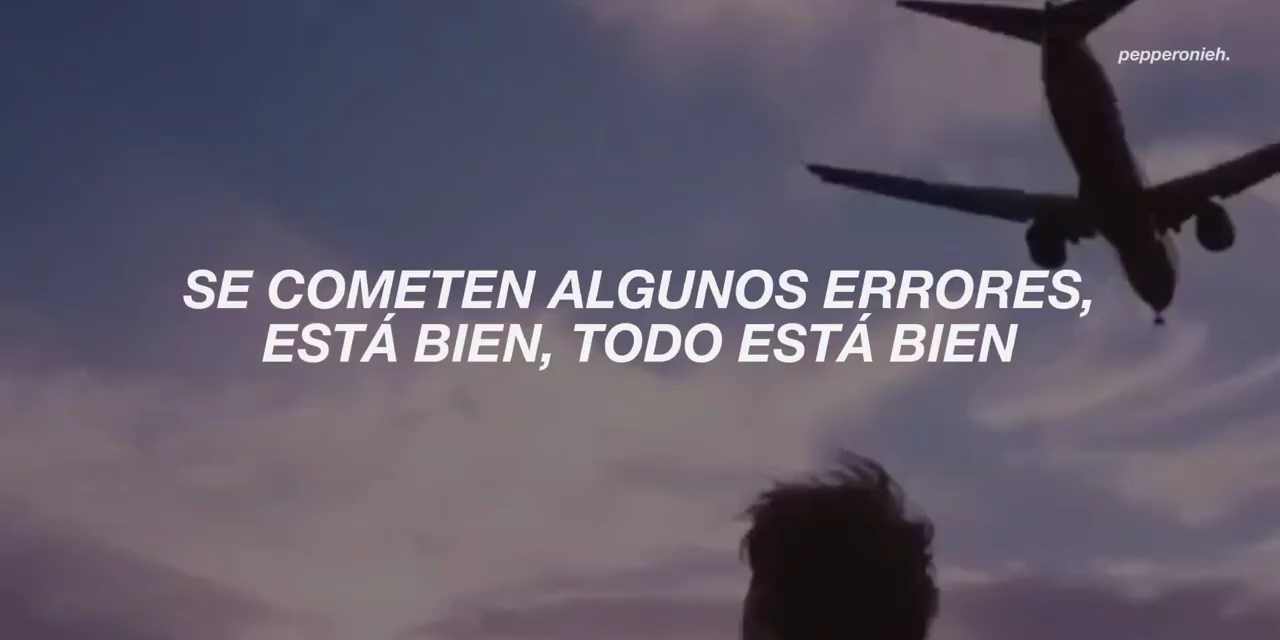 pepperonieh.
SE COMETEN ALGUNOS ERRORES,
ESTÁ BIEN, TODO ESTÁ BIEN